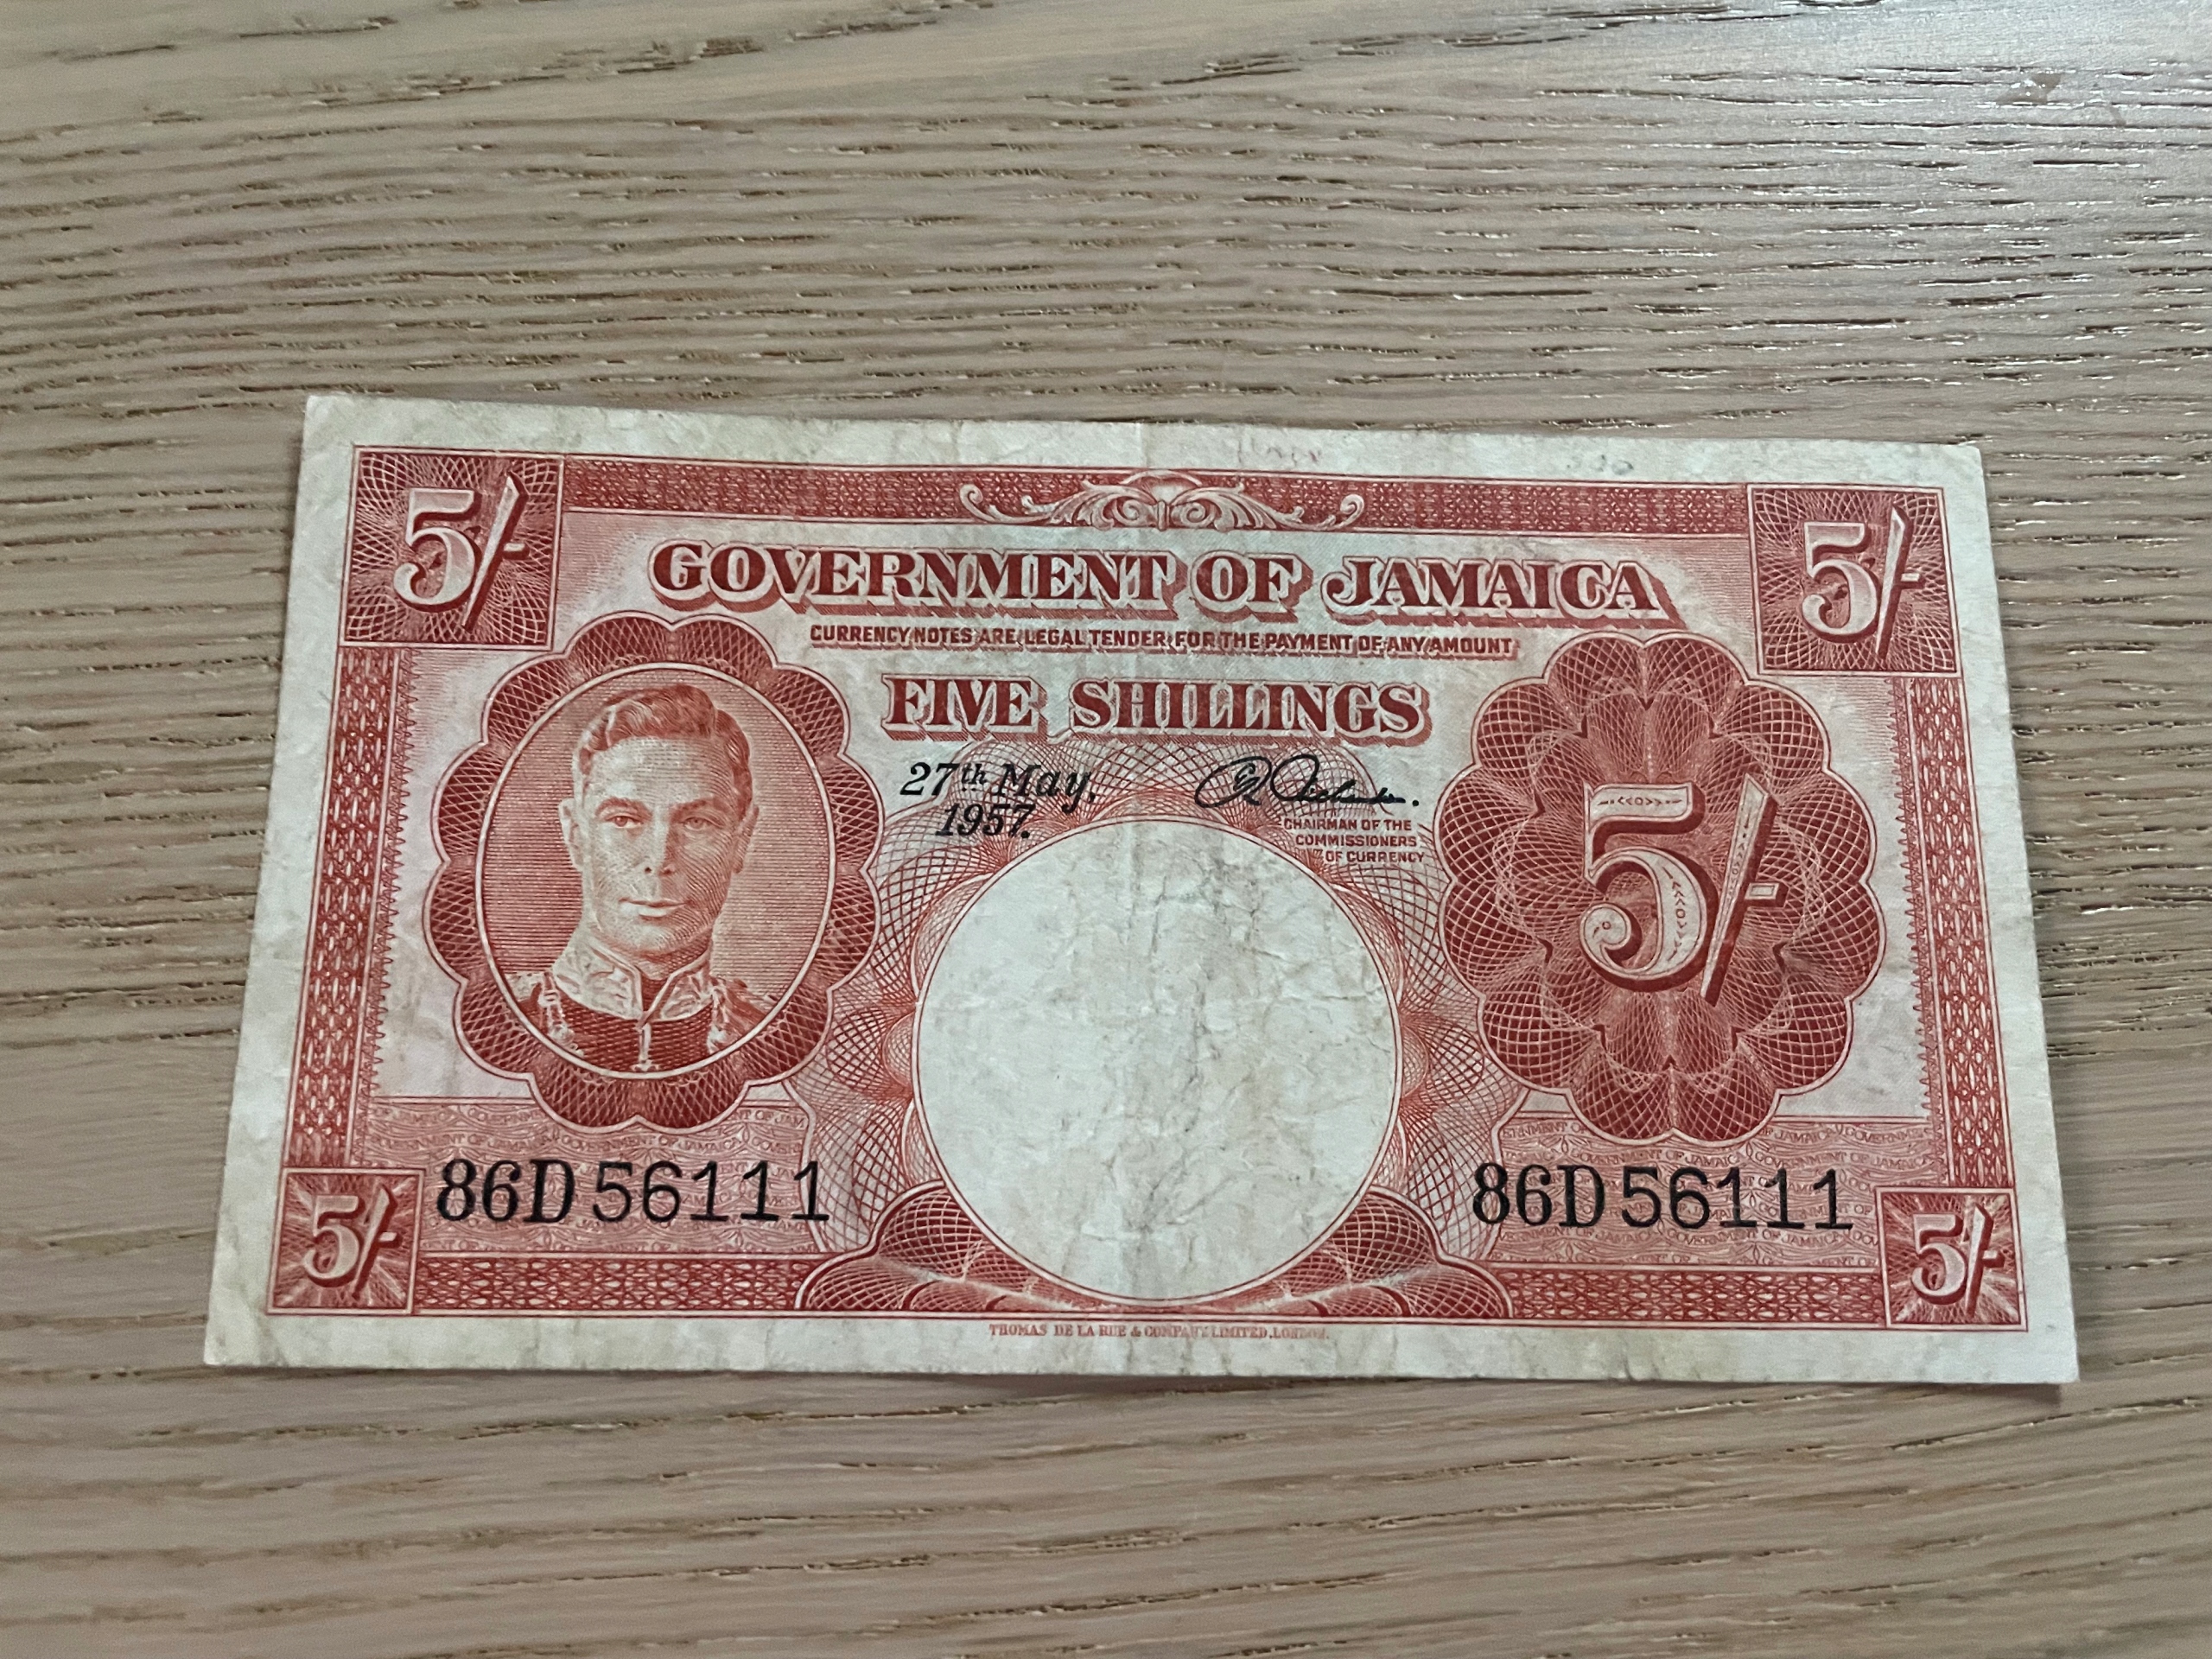 5/-
5/-
GOVERNMENT OF JAMAICA
CURRENCY NOTES ARE LEGAL TENDER FOR THE PAYMENT OF ANY AMOUNT
FIVE SHILLINGS
27th May,
1957.
CHAIRMAN OF THE
COMMISSIONERS
OF CURRENCY
5/-
86D 56111
86D 56111
5/-
5/-
THOMAS DE LA RUE & COMPANY, LIMITED, LONDON.